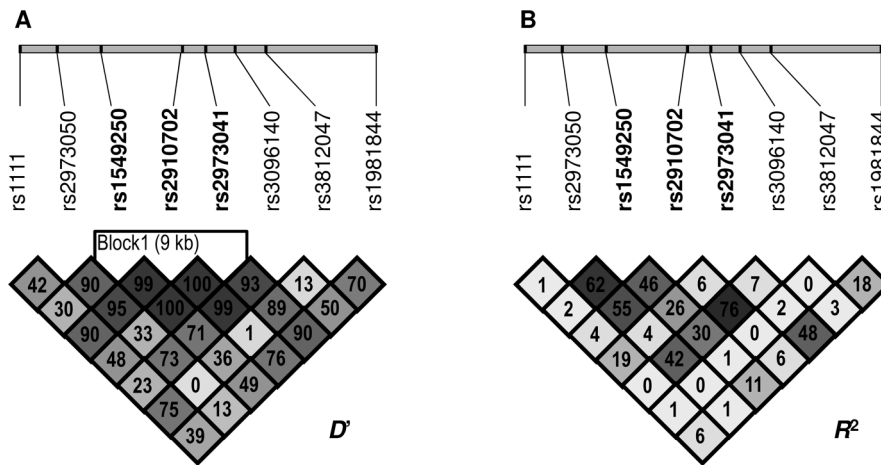 A
rs1111
rs2973050
rs1549250
rs2910702
rs2973041
rs3096140
rs3812047
rs1981844
Block1 (9 kb)
42 90 99 100 93 13 70
30 95 100 99 89 50
90 33 71 1 90
48 73 36 76
23 0 49
75 13
39
D'
B
rs1111
rs2973050
rs1549250
rs2910702
rs2973041
rs3096140
rs3812047
rs1981844
1 62 46 6 7 0 18
2 55 26 76 2 3
4 4 30 0 48
19 42 1 6
0 0 11
1 1
6
R²